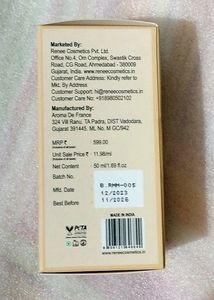 Marketed By:
Renee Cosmetics Pvt. Ltd.
Office No.4, Om Complex, Swastik Cross
Road, CG Road, Ahmedabad - 380009
Gujarat, India. www.reneecosmetics.in
Customer Care Address: Kindly refer to
Mkt. By Address
Customer Support: hi@reneecosmetics.in
Customer Care: +918980502102
Manufactured By:
Aroma De France
324 Vill Ranu, TA Padra, DIST Vadodara,
Gujarat 391445. ML No. M GC/942
MRP ₹ : 599.00
Unit Sale Price ₹ : 11.98/ml
Net Content : 50 ml/1.69 fl.oz
Batch No. : B.RMM-005
Mfd. Date : 12/2023
Best Before : 11/2026
MADE IN INDIA
PETA
www.reneecosmetics.in